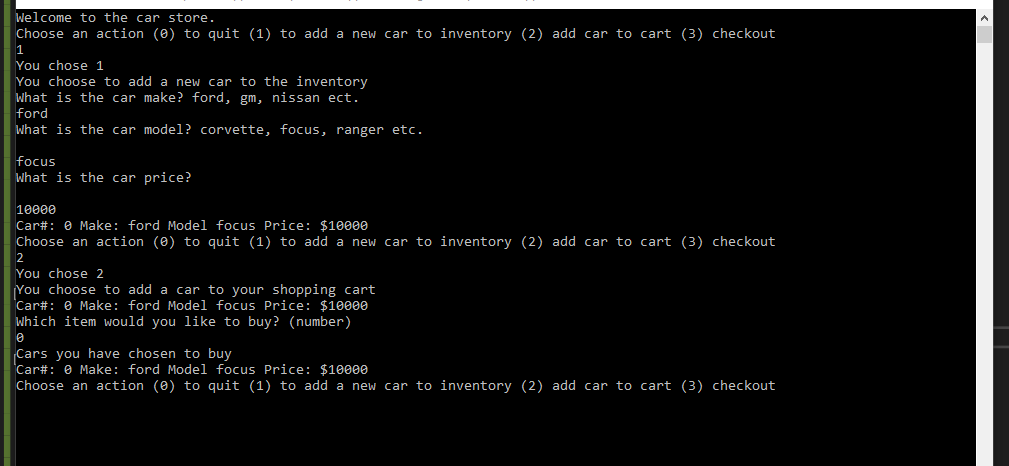 Welcome to the car store.
Choose an action (0) to quit (1) to add a new car to inventory (2) add car to cart (3) checkout
1
You chose 1
You choose to add a new car to the inventory
What is the car make? ford, gm, nissan ect.
ford
What is the car model? corvette, focus, ranger etc.
focus
What is the car price?
10000
Car#: 0 Make: ford Model focus Price: $10000
Choose an action (0) to quit (1) to add a new car to inventory (2) add car to cart (3) checkout
2
You chose 2
You choose to add a car to your shopping cart
Car#: 0 Make: ford Model focus Price: $10000
Which item would you like to buy? (number)
0
Cars you have chosen to buy
Car#: 0 Make: ford Model focus Price: $10000
Choose an action (0) to quit (1) to add a new car to inventory (2) add car to cart (3) checkout